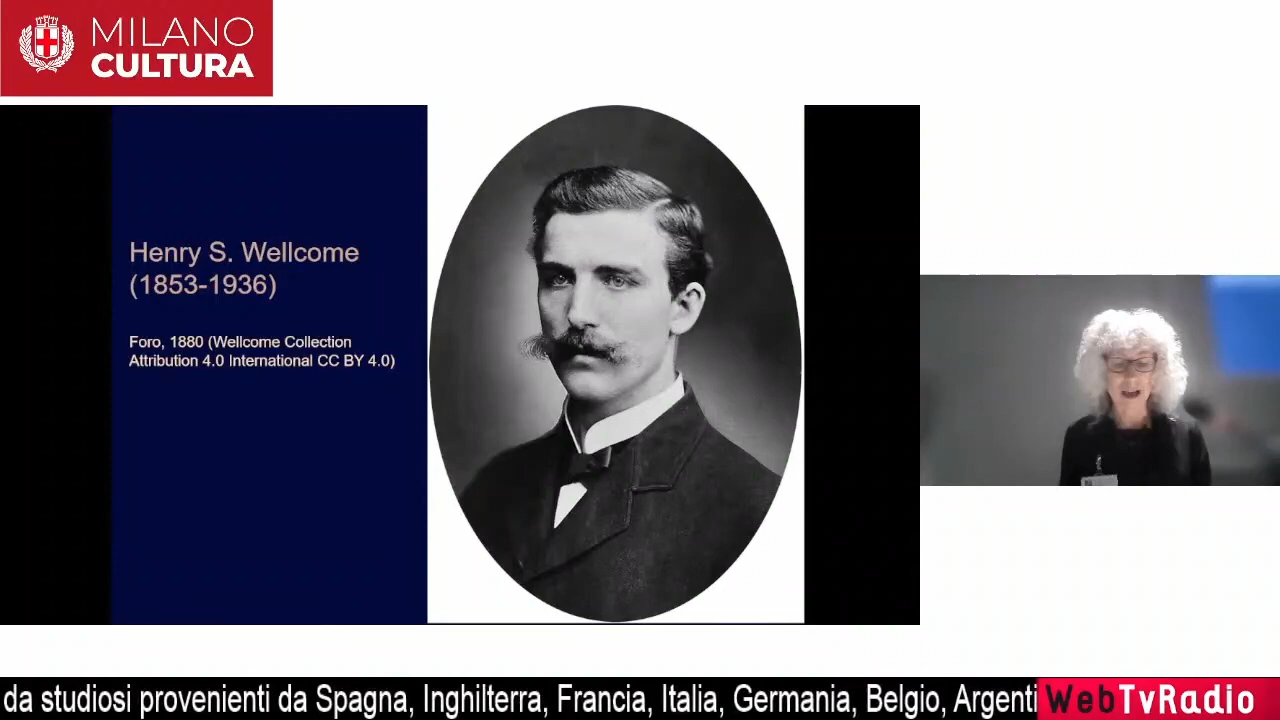 MILANO
CULTURA
Henry S. Wellcome
(1853-1936)
Foro, 1880 (Wellcome Collection
Attribution 4.0 International CC BY 4.0)
da studiosi provenienti da Spagna, Inghilterra, Francia, Italia, Germania, Belgio, Argenti
WebTvRadio